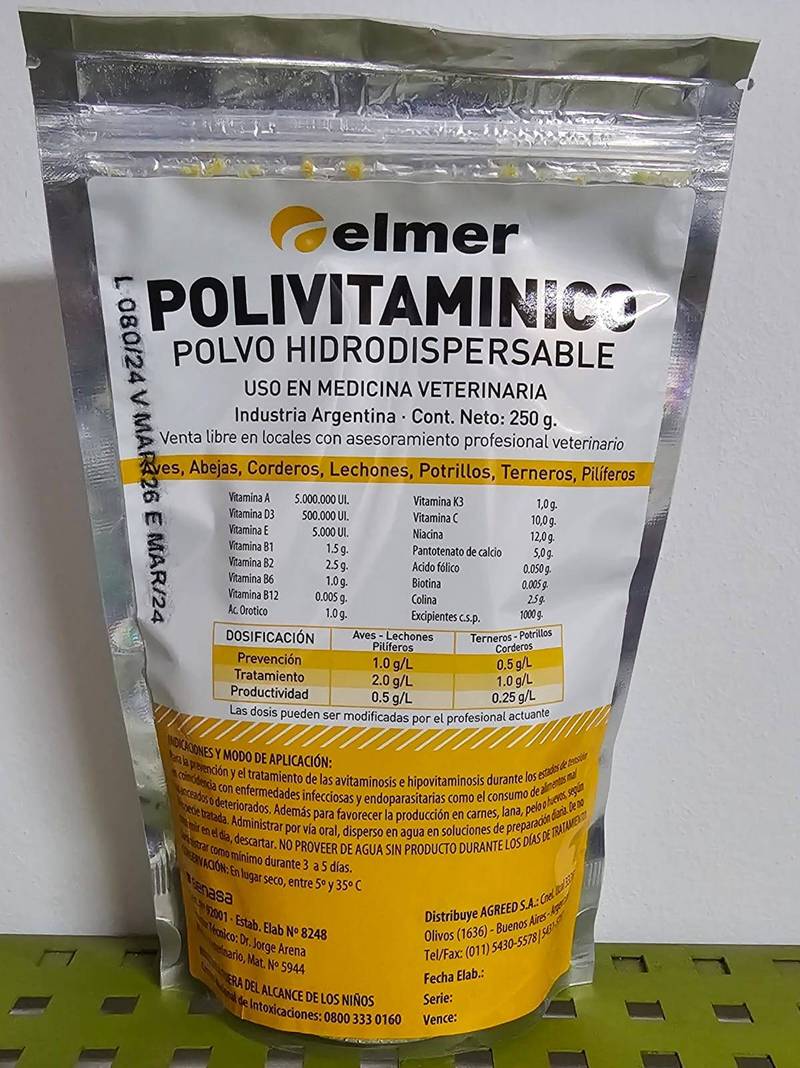 elmer
POLIVITAMINICO
POLVO HIDRODISPERSABLE
USO EN MEDICINA VETERINARIA
Industria Argentina · Cont. Neto: 250 g.
Venta libre en locales con asesoramiento profesional veterinario
L 080/24 V MAR/26 E MAR/24
ves, Abejas, Corderos, Lechones, Potrillos, Terneros, Pilíferos
Vitamina A 5.000.000 UI. Vitamina K3 1,0 g.
Vitamina D3 500.000 UI. Vitamina C 10,0 g.
Vitamina E 5.000 UI. Niacina 12,0 g.
Vitamina B1 1.5 g. Pantotenato de calcio 5,0 g.
Vitamina B2 2.5 g. Acido fólico 0.050 g.
Vitamina B6 1.0 g. Biotina 0.005 g.
Vitamina B12 0.005 g. Colina 2.5 g.
Ac. Orotico 1.0 g. Excipientes c.s.p. 1000 g.
DOSIFICACIÓN Aves - Lechones Pilíferos Terneros - Potrillos Corderos
Prevención 1.0 g/L 0.5 g/L
Tratamiento 2.0 g/L 1.0 g/L
Productividad 0.5 g/L 0.25 g/L
Las dosis pueden ser modificadas por el profesional actuante
INDICACIONES Y MODO DE APLICACIÓN:
Para la prevención y el tratamiento de las avitaminosis e hipovitaminosis durante los estados de tensión
en coincidencia con enfermedades infecciosas y endoparasitarias como el consumo de alimentos mal
anceados ó deteriorados. Además para favorecer la producción en carnes, lana, pelo o huevos, según
especie tratada. Administrar por vía oral, disperso en agua en soluciones de preparación diaria. De no
mir en el día, descartar. NO PROVEER DE AGUA SIN PRODUCTO DURANTE LOS DÍAS DE TRATAMIENTO
strar como mínimo durante 3 a 5 días.
SERVACIÓN: En lugar seco, entre 5º y 35º C
senasa
92001 - Estab. Elab Nº 8248
Técnico: Dr. Jorge Arena
inario, Mat. Nº 5944
ERA DEL ALCANCE DE LOS NIÑOS
de Intoxicaciones: 0800 333 0160
Distribuye AGREED S.A.: Cnel.
Olivos (1636) - Buenos Aires -
Tel/Fax: (011) 5430-5578 |
Fecha Elab.:
Serie:
Vence: